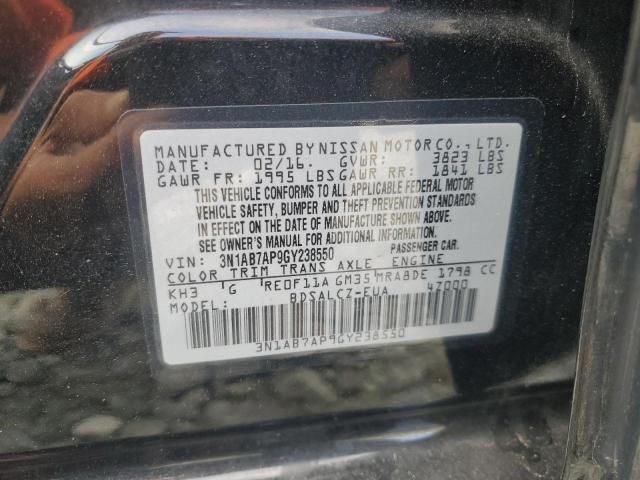 MANUFACTURED BY NISSAN MOTOR CO., LTD.
DATE: 02/16. GVWR: 3823 LBS
GAWR FR: 1995 LBS GAWR RR: 1841 LBS
THIS VEHICLE CONFORMS TO ALL APPLICABLE FEDERAL MOTOR
VEHICLE SAFETY, BUMPER AND THEFT PREVENTION STANDARDS
IN EFFECT ON THE DATE OF MANUFACTURE SHOWN ABOVE.
SEE OWNER'S MANUAL FOR ADDITIONAL INFORMATION.
VIN: 3N1AB7AP9GY238550 PASSENGER CAR.
COLOR TRIM TRANS AXLE ENGINE
KH3 G RE0F11A GM35 MRA8DE 1798 CC
MODEL: BDSALCZ-EUA 4Z000
3N1AB7AP9GY238550